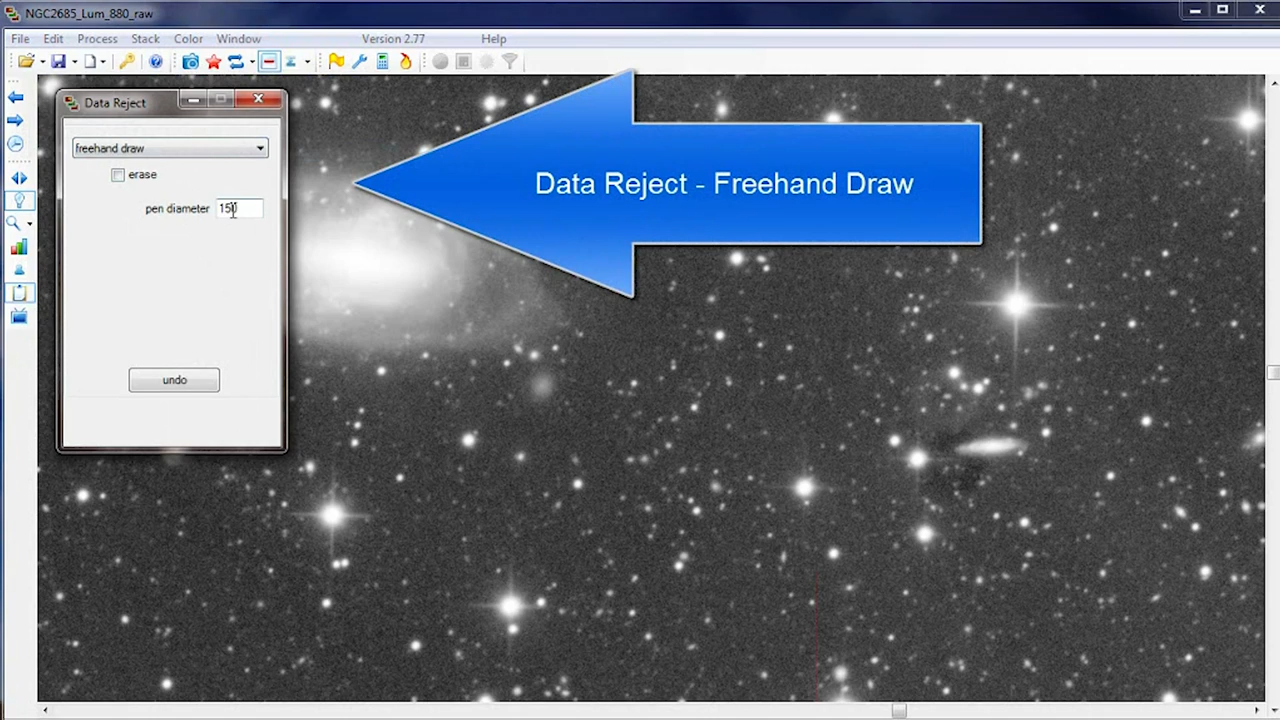 NGC2685_Lum_880_raw
File Edit Process Stack Color Window Version 2.77 Help
Data Reject
freehand draw
erase
pen diameter 150
undo
Data Reject - Freehand Draw